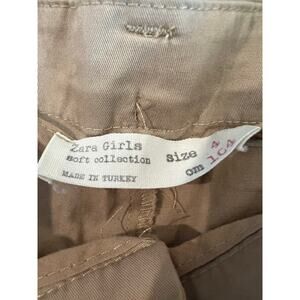 Zara Girls
soft collection
MADE IN TURKEY
size 4
cm 104